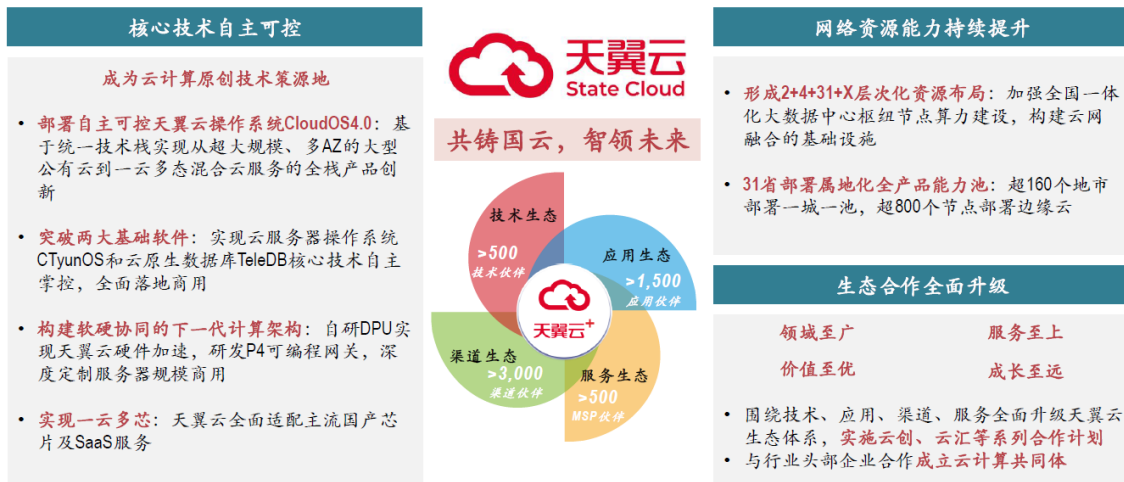 核心技术自主可控
成为云计算原创技术策源地
• 部署自主可控天翼云操作系统CloudOS4.0：基
于统一技术栈实现从超大规模、多AZ的大型
公有云到一云多态混合云服务的全栈产品创
新
• 突破两大基础软件：实现云服务器操作系统
CTyunOS和云原生数据库TeleDB核心技术自主
掌控，全面落地商用
• 构建软硬协同的下一代计算架构：自研DPU实
现天翼云硬件加速，研发P4可编程网关，深
度定制服务器规模商用
• 实现一云多芯：天翼云全面适配主流国产芯
片及SaaS服务
天翼云
State Cloud
共铸国云，智领未来
技术生态
>500
技术伙伴
应用生态
>1,500
应用伙伴
天翼云+
渠道生态
>3,000
渠道伙伴
服务生态
>500
MSP伙伴
网络资源能力持续提升
• 形成2+4+31+X层次化资源布局：加强全国一体
化大数据中心枢纽节点算力建设，构建云网
融合的基础设施
• 31省部署属地化全产品能力池：超160个地市
部署一城一池，超800个节点部署边缘云
生态合作全面升级
领域至广 服务至上
价值至优 成长至远
• 围绕技术、应用、渠道、服务全面升级天翼云
生态体系，实施云创、云汇等系列合作计划
• 与行业头部企业合作成立云计算共同体